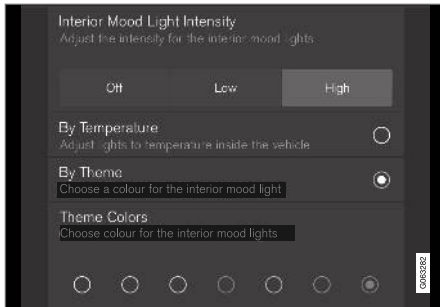 Interior Mood Light Intensity
Adjust the intensity for the interior mood lights
Off Low High
By Temperature
Adjust lights to temperature inside the vehicle
By Theme
Choose a colour for the interior mood light
Theme Colors
Choose colour for the interior mood lights
G063282